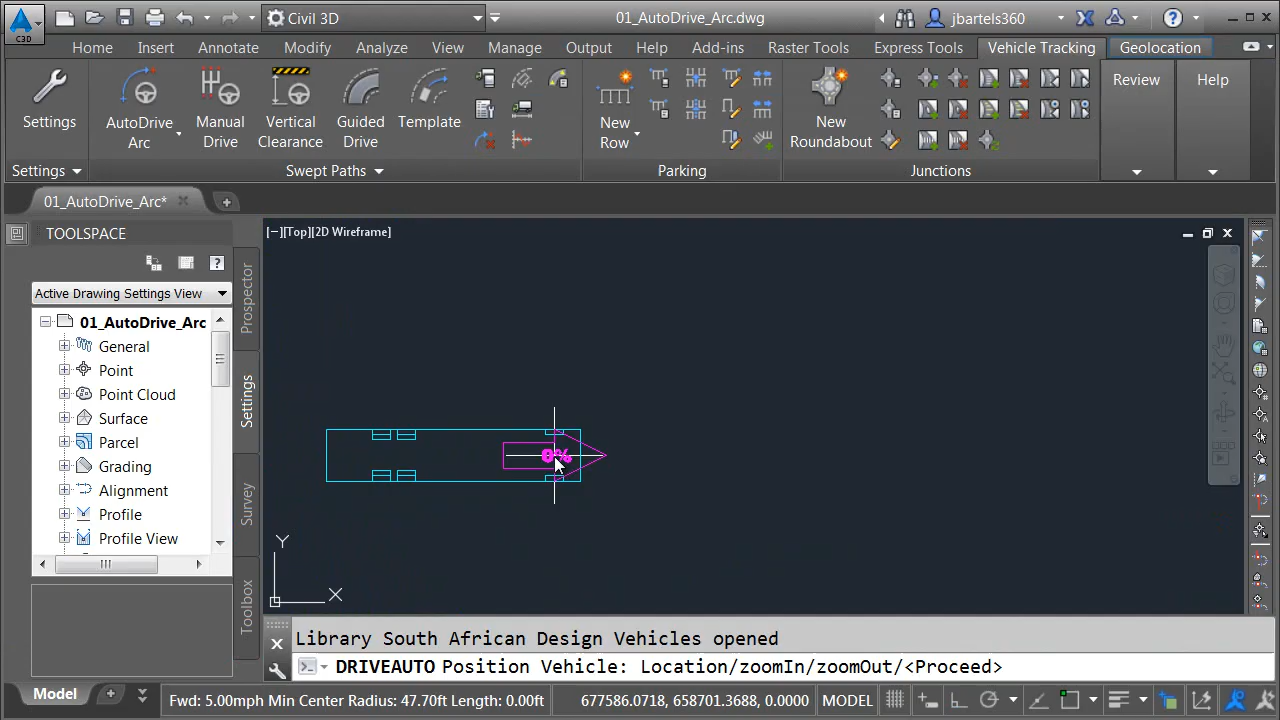 Civil 3D
01_AutoDrive_Arc.dwg
jbartels360
C3D
Home Insert Annotate Modify Analyze View Manage Output Help Add-ins Raster Tools Express Tools Vehicle Tracking Geolocation
Settings
AutoDrive
Arc
Manual
Drive
Vertical
Clearance
Guided
Drive
Template
New
Row
New
Roundabout
Review
Help
Settings
Swept Paths
Parking
Junctions
01_AutoDrive_Arc*
TOOLSPACE
Active Drawing Settings View
01_AutoDrive_Arc
General
Point
Point Cloud
Surface
Parcel
Grading
Alignment
Profile
Profile View
Prospector
Settings
Survey
Toolbox
[−][Top][2D Wireframe]
0%
Y
X
Library South African Design Vehicles opened
DRIVEAUTO Position Vehicle: Location/zoomIn/zoomOut/<Proceed>
Model
Fwd: 5.00mph Min Center Radius: 47.70ft Length: 0.00ft
677586.0718, 658701.3688, 0.0000
MODEL